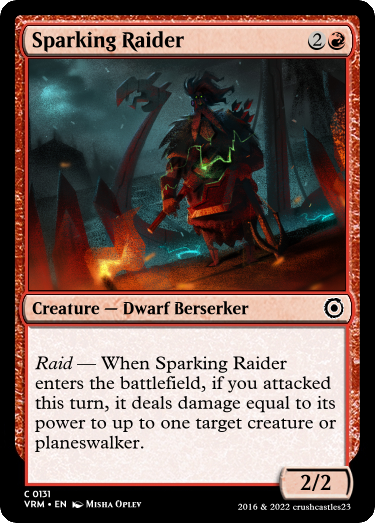 Sparking Raider 2
Creature — Dwarf Berserker
Raid — When Sparking Raider
enters the battlefield, if you attacked
this turn, it deals damage equal to its
power to up to one target creature or
planeswalker.
2/2
C 0131
VRM • EN Misha Oplev
2016 & 2022 crushcastles23